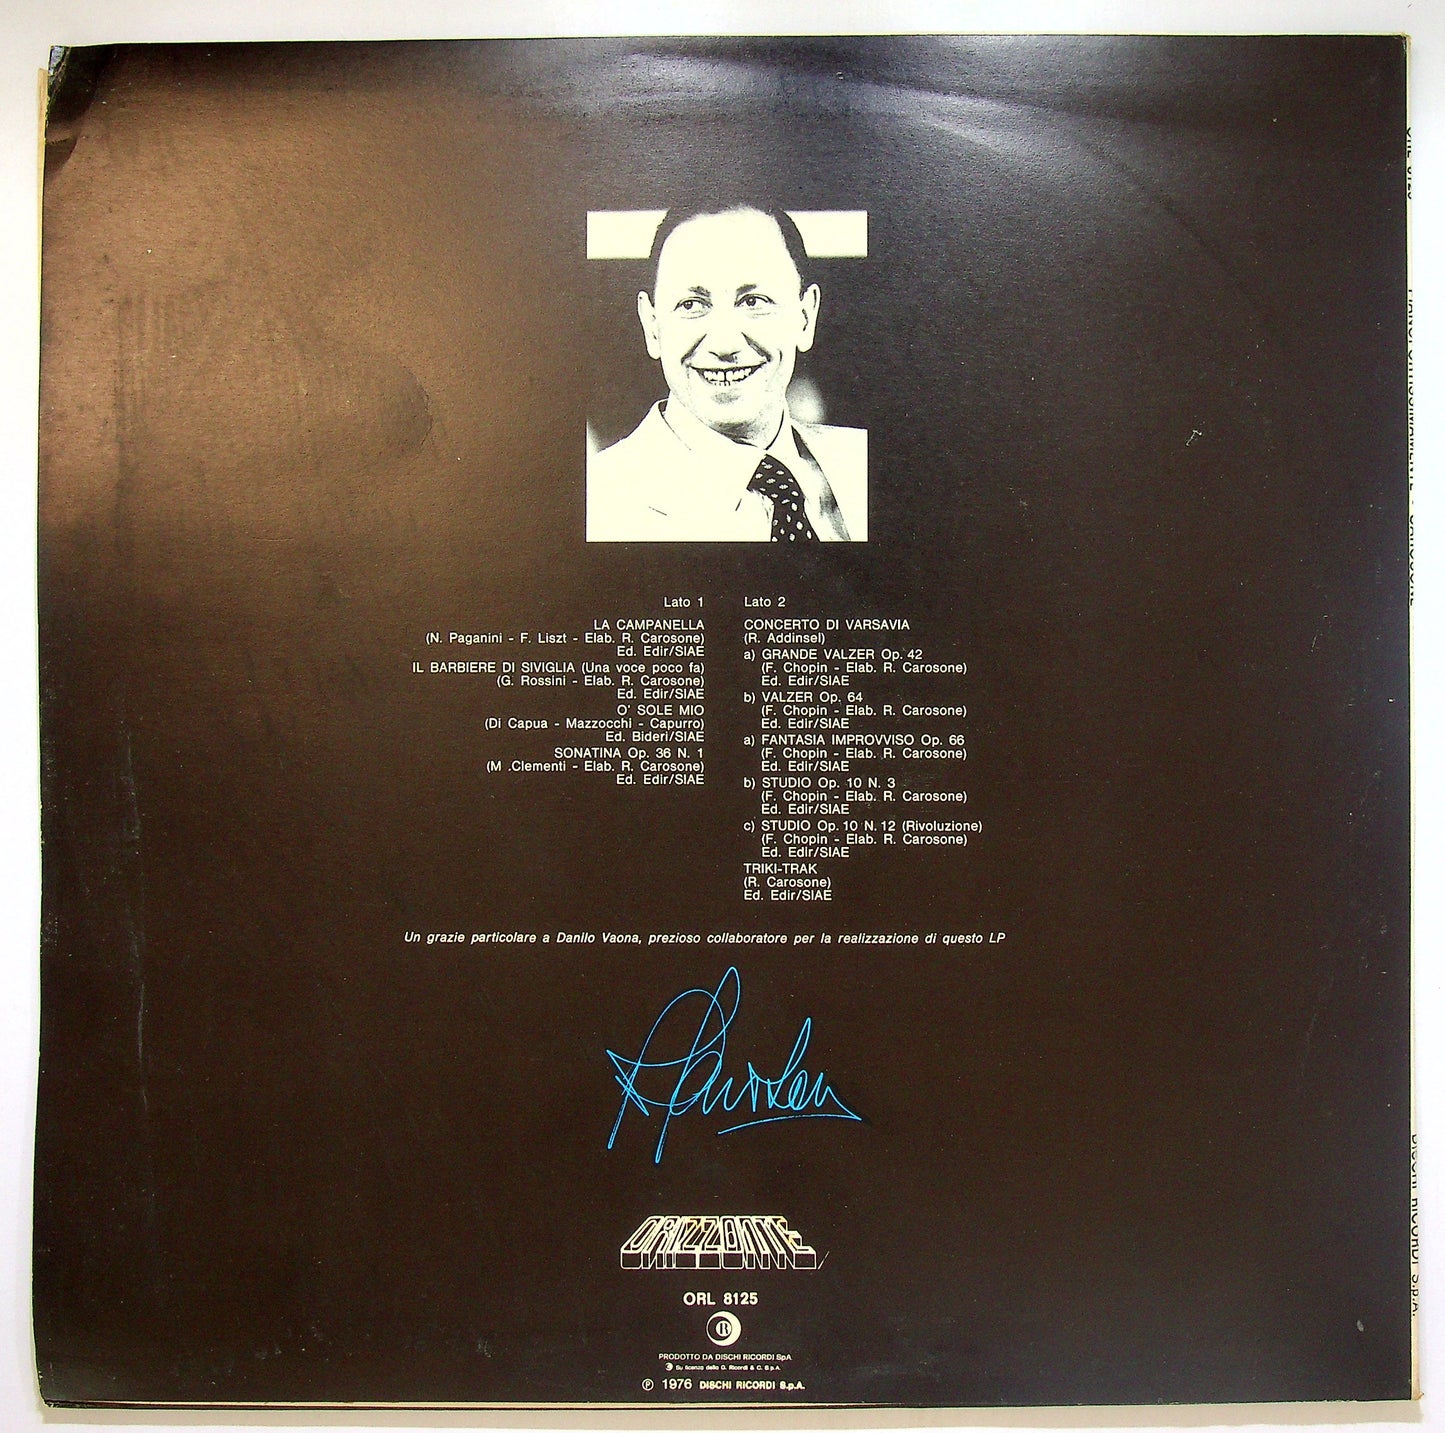 Lato 1
LA CAMPANELLA
(N. Paganini - F. Liszt - Elab. R. Carosone)
Ed. Edir/SIAE
IL BARBIERE DI SIVIGLIA (Una voce poco fa)
(G. Rossini - Elab. R. Carosone)
Ed. Edir/SIAE
O' SOLE MIO
(Di Capua - Mazzocchi - Capurro)
Ed. Bideri/SIAE
SONATINA Op. 36 N. 1
(M .Clementi - Elab. R. Carosone)
Ed. Edir/SIAE
Lato 2
CONCERTO DI VARSAVIA
(R. Addinsel)
a) GRANDE VALZER Op. 42
(F. Chopin - Elab. R. Carosone)
Ed. Edir/SIAE
b) VALZER Op. 64
(F. Chopin - Elab. R. Carosone)
Ed. Edir/SIAE
a) FANTASIA IMPROVVISO Op. 66
(F. Chopin - Elab. R. Carosone)
Ed. Edir/SIAE
b) STUDIO Op. 10 N. 3
(F. Chopin - Elab. R. Carosone)
Ed. Edir/SIAE
c) STUDIO Op. 10 N. 12 (Rivoluzione)
(F. Chopin - Elab. R. Carosone)
Ed. Edir/SIAE
TRIKI-TRAK
(R. Carosone)
Ed. Edir/SIAE
Un grazie particolare a Danilo Vaona, prezioso collaboratore per la realizzazione di questo LP
ORIZZONTE
ORL 8125
R
PRODOTTO DA DISCHI RICORDI SpA
Su licenza della G. Ricordi & C. S.p.A.
℗ 1976 DISCHI RICORDI S.p.A.
DISCHI RICORDI S.p.A.